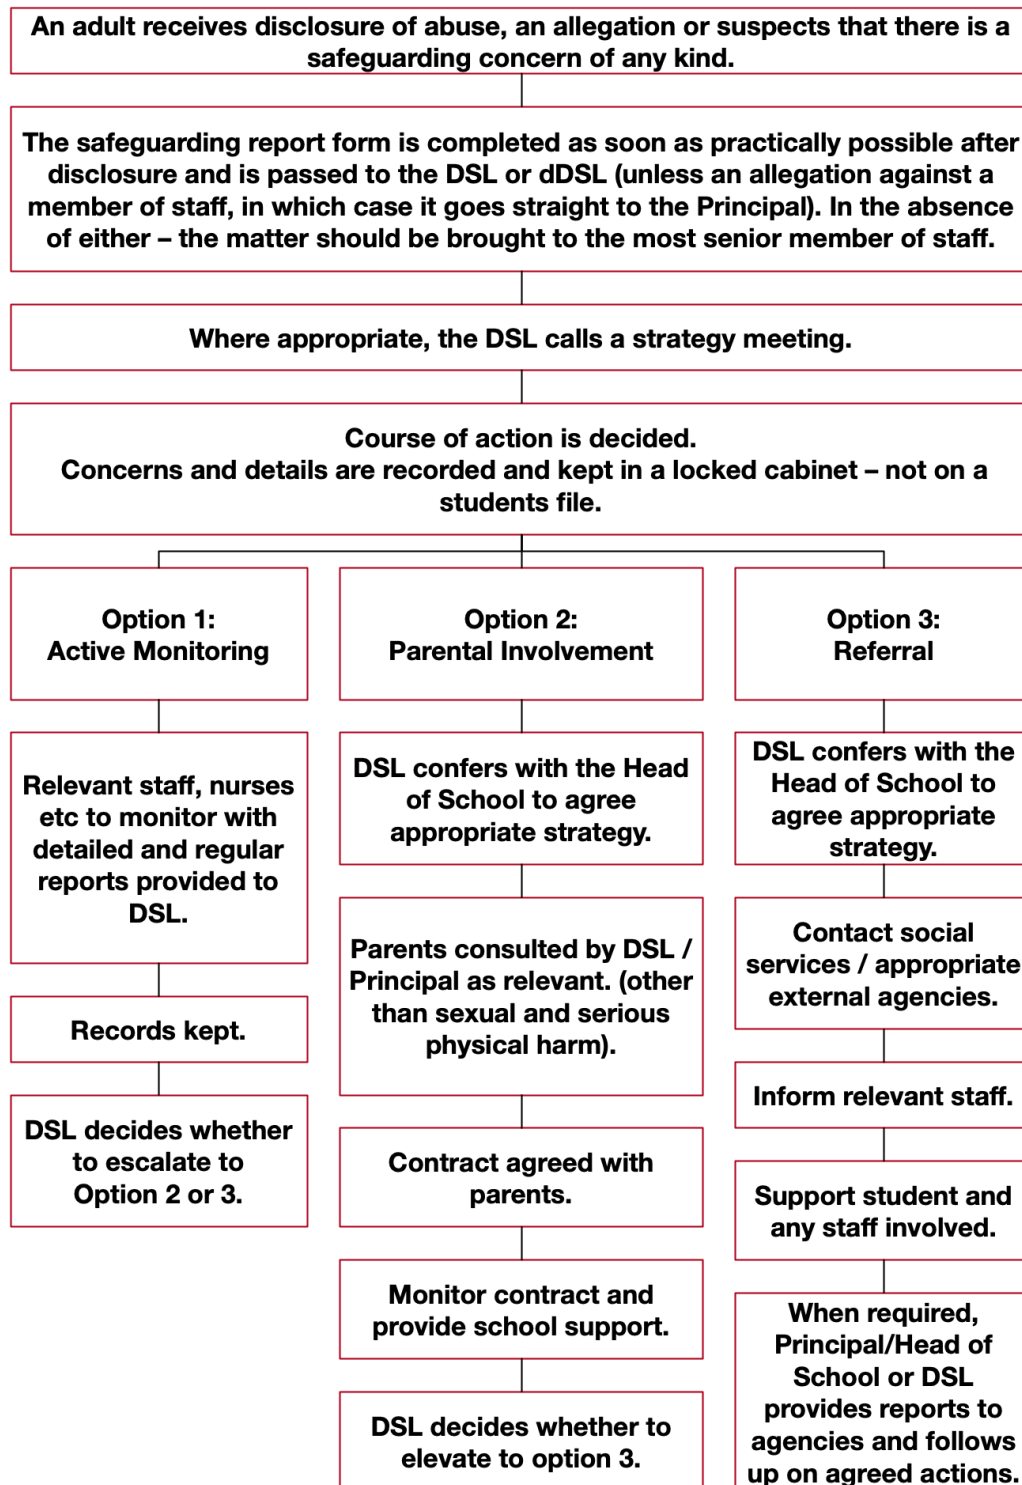 An adult receives disclosure of abuse, an allegation or suspects that there is a
safeguarding concern of any kind.
The safeguarding report form is completed as soon as practically possible after
disclosure and is passed to the DSL or dDSL (unless an allegation against a
member of staff, in which case it goes straight to the Principal). In the absence
of either – the matter should be brought to the most senior member of staff.
Where appropriate, the DSL calls a strategy meeting.
Course of action is decided.
Concerns and details are recorded and kept in a locked cabinet – not on a
students file.
Option 1:
Active Monitoring
Relevant staff, nurses
etc to monitor with
detailed and regular
reports provided to
DSL.
Records kept.
DSL decides whether
to escalate to
Option 2 or 3.
Option 2:
Parental Involvement
DSL confers with the Head
of School to agree
appropriate strategy.
Parents consulted by DSL /
Principal as relevant. (other
than sexual and serious
physical harm).
Contract agreed with
parents.
Monitor contract and
provide school support.
DSL decides whether to
elevate to option 3.
Option 3:
Referral
DSL confers with the
Head of School to
agree appropriate
strategy.
Contact social
services / appropriate
external agencies.
Inform relevant staff.
Support student and
any staff involved.
When required,
Principal/Head of
School or DSL
provides reports to
agencies and follows
up on agreed actions.